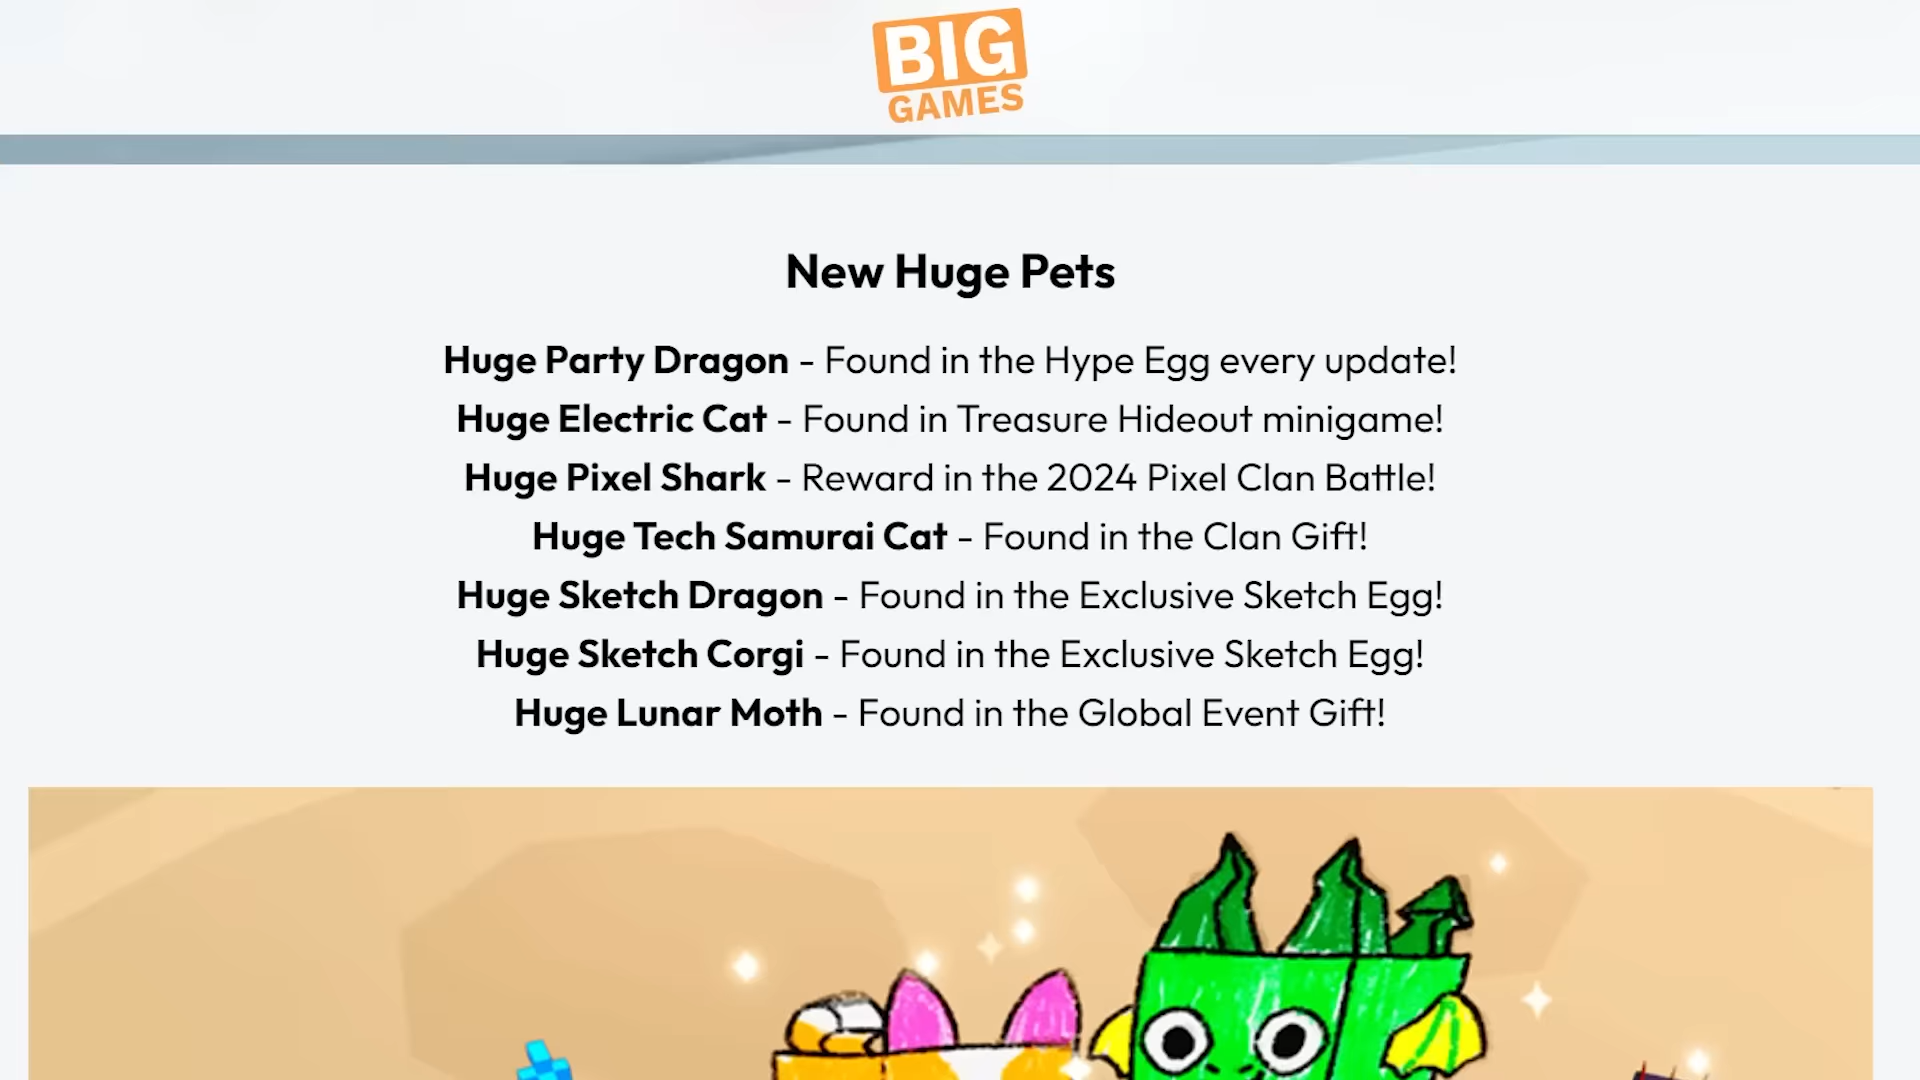 BIG
GAMES
New Huge Pets
Huge Party Dragon - Found in the Hype Egg every update!
Huge Electric Cat - Found in Treasure Hideout minigame!
Huge Pixel Shark - Reward in the 2024 Pixel Clan Battle!
Huge Tech Samurai Cat - Found in the Clan Gift!
Huge Sketch Dragon - Found in the Exclusive Sketch Egg!
Huge Sketch Corgi - Found in the Exclusive Sketch Egg!
Huge Lunar Moth - Found in the Global Event Gift!